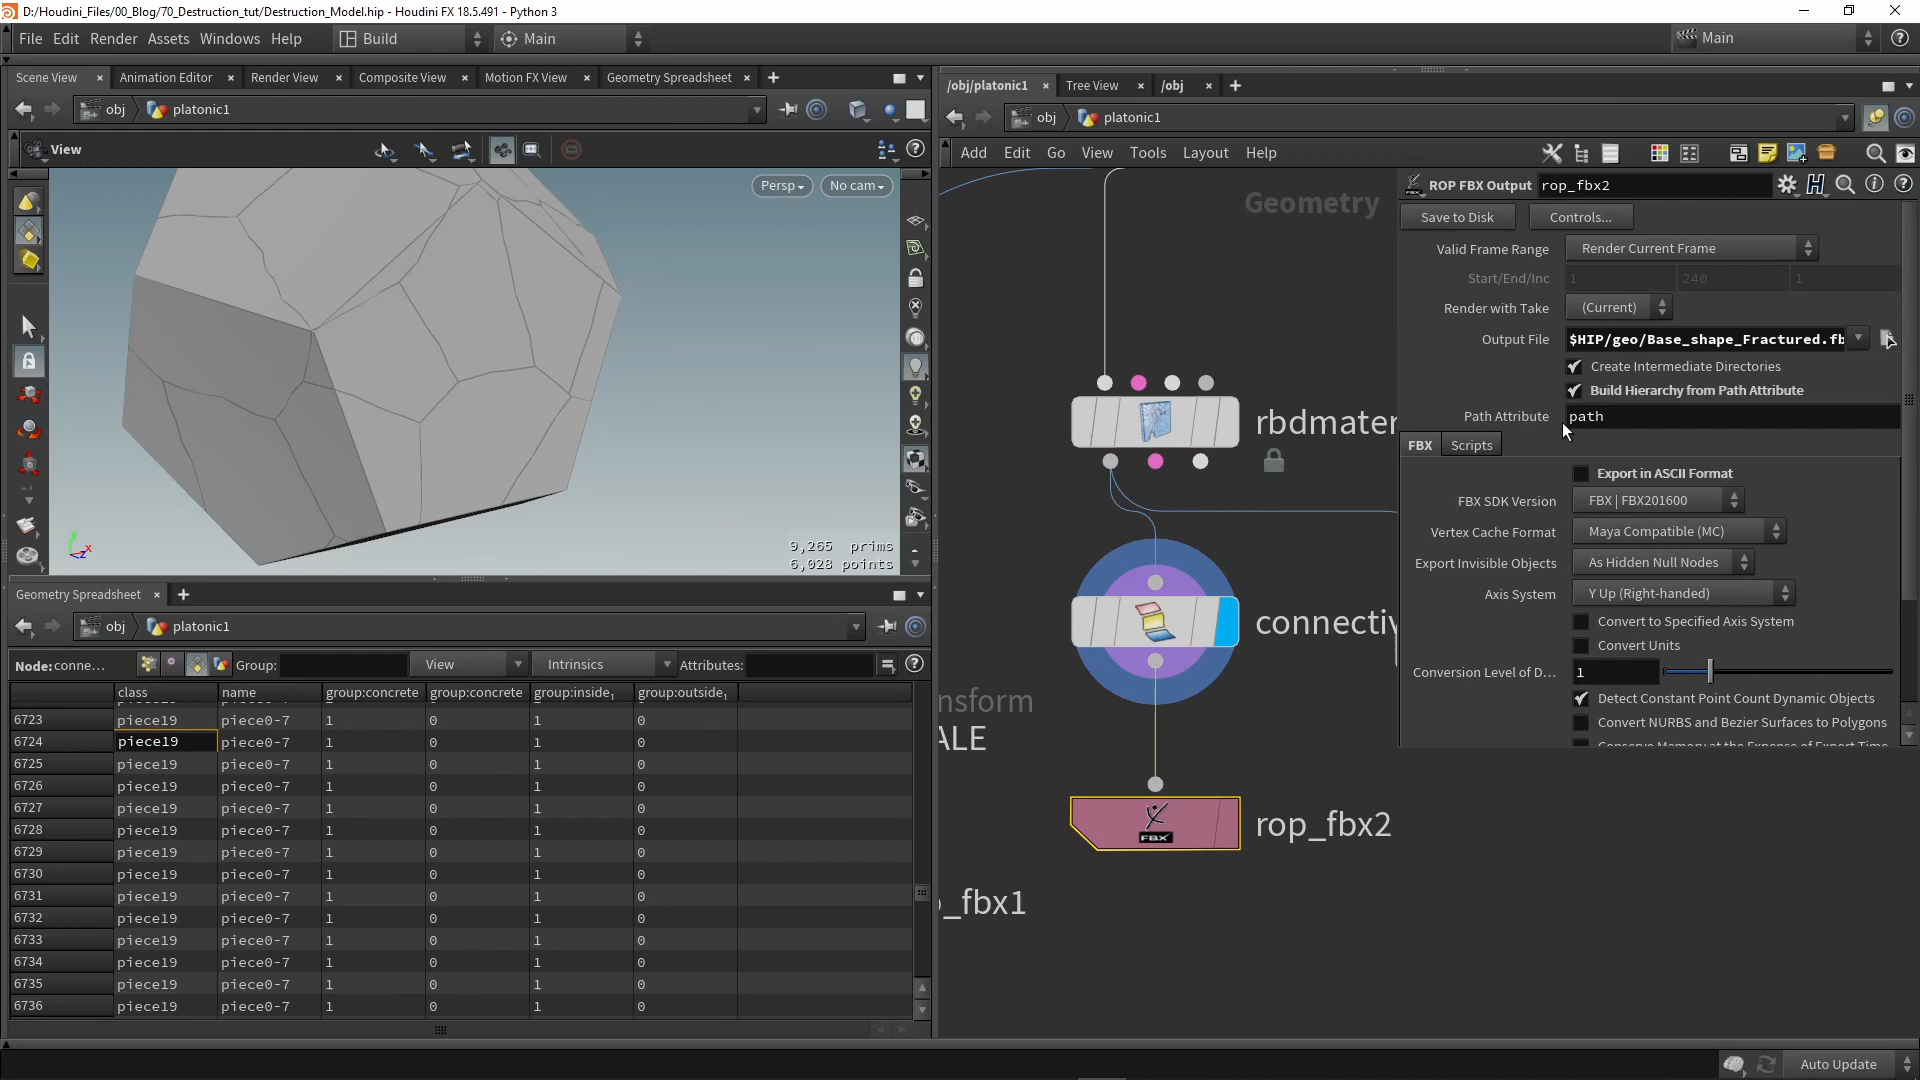 D:/Houdini_Files/00_Blog/70_Destruction_tut/Destruction_Model.hip - Houdini FX 18.5.491 - Python 3
File Edit Render Assets Windows Help Build Main Main
Scene View Animation Editor Render View Composite View Motion FX View Geometry Spreadsheet
obj platonic1
View
Persp No cam
9,265 prims
6,028 points
Geometry Spreadsheet
obj platonic1
Node:conne... Group: View Intrinsics Attributes:
class name group:concrete group:concrete group:inside₁ group:outside₁
6723 piece19 piece0-7 1 0 1 0
6724 piece19 piece0-7 1 0 1 0
6725 piece19 piece0-7 1 0 1 0
6726 piece19 piece0-7 1 0 1 0
6727 piece19 piece0-7 1 0 1 0
6728 piece19 piece0-7 1 0 1 0
6729 piece19 piece0-7 1 0 1 0
6730 piece19 piece0-7 1 0 1 0
6731 piece19 piece0-7 1 0 1 0
6732 piece19 piece0-7 1 0 1 0
6733 piece19 piece0-7 1 0 1 0
6734 piece19 piece0-7 1 0 1 0
6735 piece19 piece0-7 1 0 1 0
6736 piece19 piece0-7 1 0 1 0
/obj/platonic1 Tree View /obj
obj platonic1
Add Edit Go View Tools Layout Help
Geometry
rbdmater
connectiv
nsform
ALE
FBX
rop_fbx2
_fbx1
ROP FBX Output rop_fbx2
Save to Disk Controls...
Valid Frame Range Render Current Frame
Start/End/Inc 1 240 1
Render with Take (Current)
Output File $HIP/geo/Base_shape_Fractured.fb
Create Intermediate Directories
Build Hierarchy from Path Attribute
Path Attribute path
FBX Scripts
Export in ASCII Format
FBX SDK Version FBX | FBX201600
Vertex Cache Format Maya Compatible (MC)
Export Invisible Objects As Hidden Null Nodes
Axis System Y Up (Right-handed)
Convert to Specified Axis System
Convert Units
Conversion Level of D... 1
Detect Constant Point Count Dynamic Objects
Convert NURBS and Bezier Surfaces to Polygons
Conserve Memory at the Expense of Export Time
Auto Update